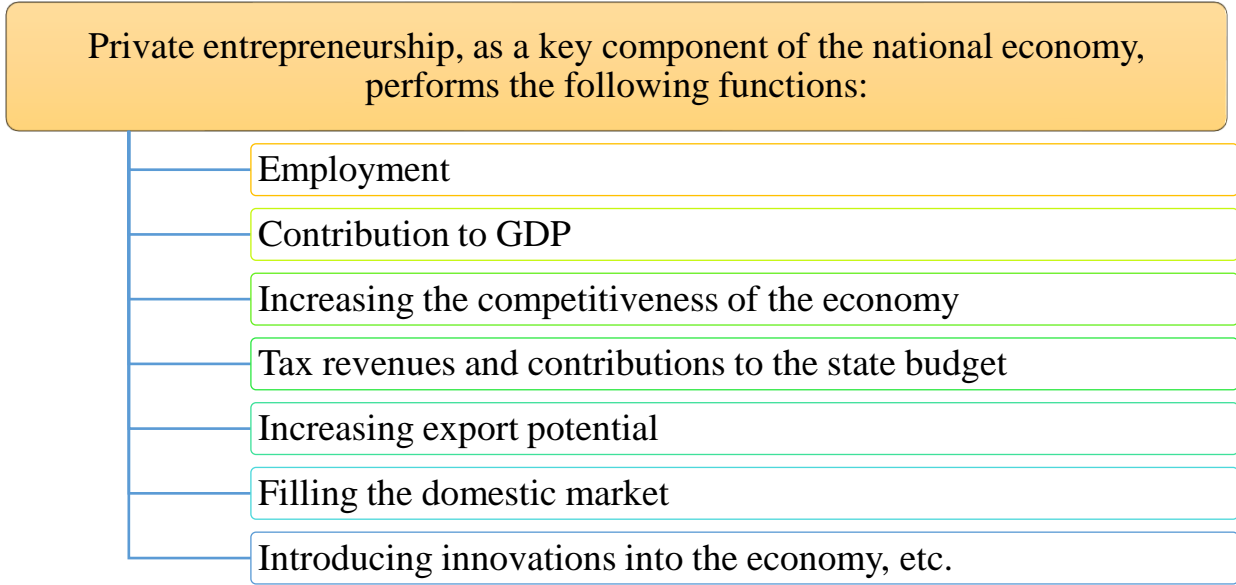 Private entrepreneurship, as a key component of the national economy,
performs the following functions:
Employment
Contribution to GDP
Increasing the competitiveness of the economy
Tax revenues and contributions to the state budget
Increasing export potential
Filling the domestic market
Introducing innovations into the economy, etc.